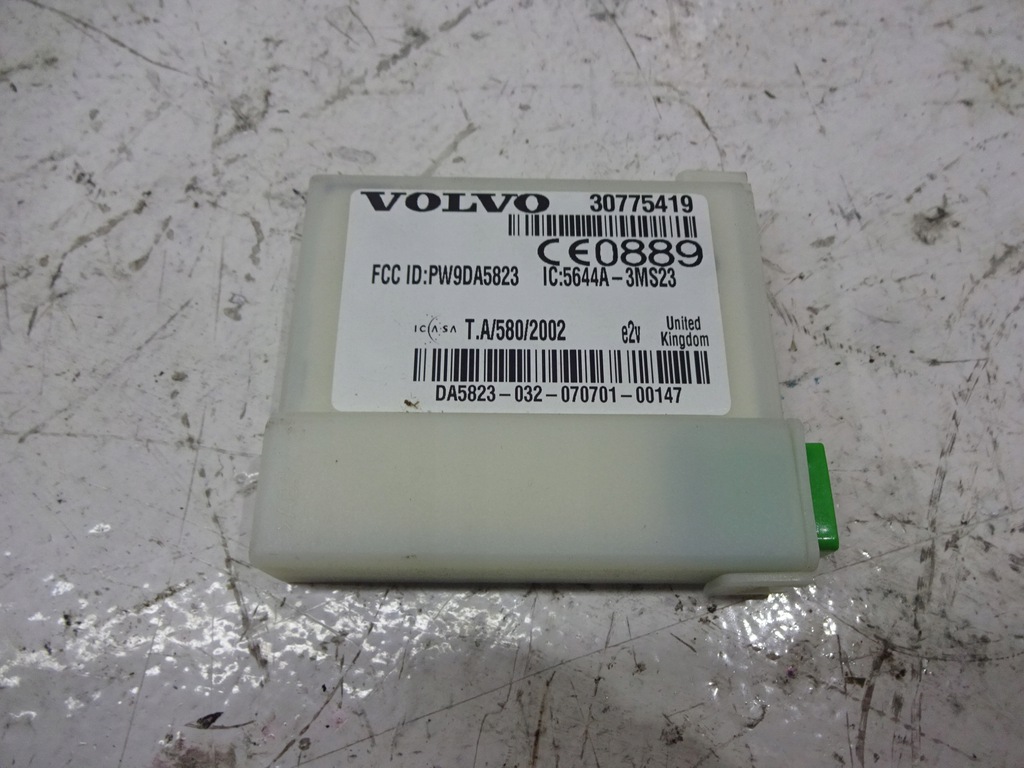 VOLVO 30775419
CE0889
FCC ID:PW9DA5823 IC:5644A-3MS23
ICASA T.A/580/2002 e2v United Kingdom
DA5823-032-070701-00147